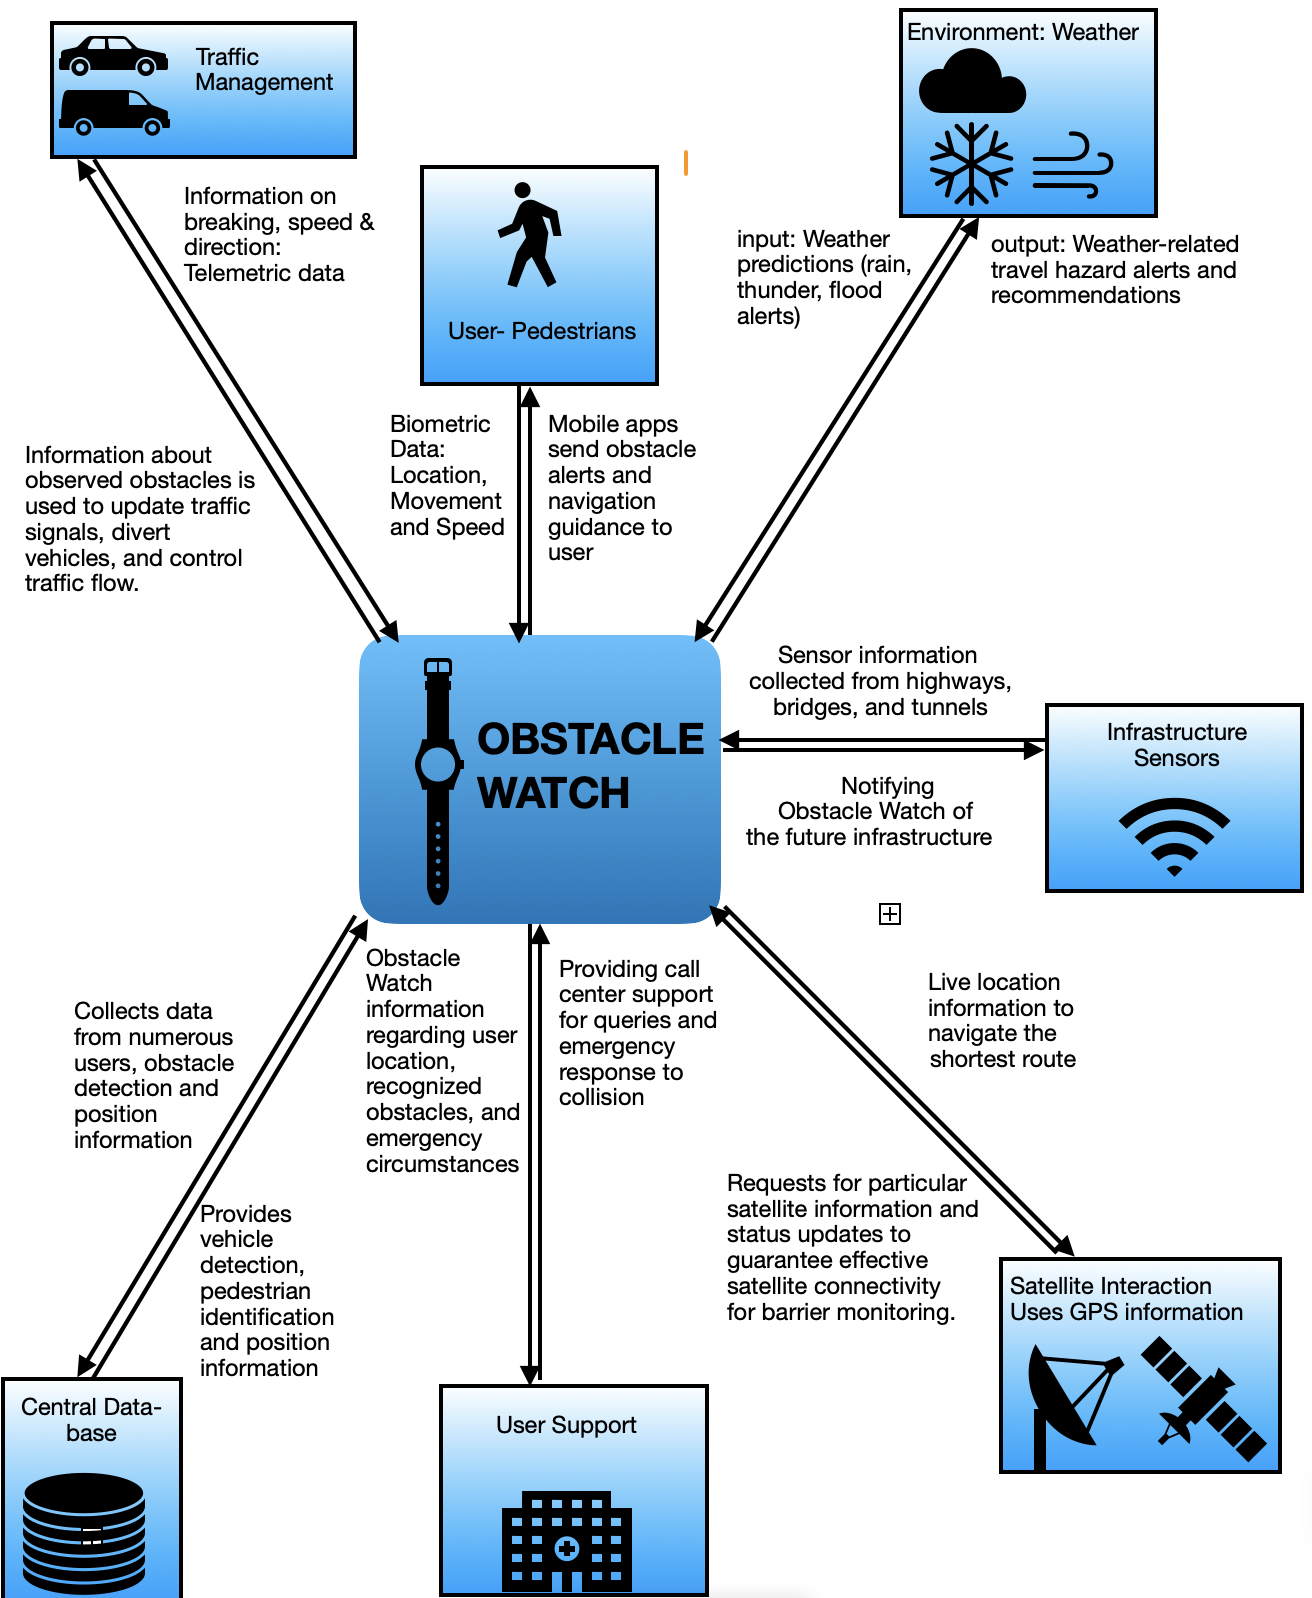 Traffic
Management
Environment: Weather
Information on
breaking, speed &
direction:
Telemetric data
User- Pedestrians
input: Weather
predictions (rain,
thunder, flood
alerts)
output: Weather-related
travel hazard alerts and
recommendations
Information about
observed obstacles is
used to update traffic
signals, divert
vehicles, and control
traffic flow.
Biometric
Data:
Location,
Movement
and Speed
Mobile apps
send obstacle
alerts and
navigation
guidance to
user
OBSTACLE
WATCH
Sensor information
collected from highways,
bridges, and tunnels
Infrastructure
Sensors
Notifying
Obstacle Watch of
the future infrastructure
Collects data
from numerous
users, obstacle
detection and
position
information
Obstacle
Watch
information
regarding user
location,
recognized
obstacles, and
emergency
circumstances
Providing call
center support
for queries and
emergency
response to
collision
Live location
information to
navigate the
shortest route
Provides
vehicle
detection,
pedestrian
identification
and position
information
Requests for particular
satellite information and
status updates to
guarantee effective
satellite connectivity
for barrier monitoring.
Satellite Interaction
Uses GPS information
Central Data-
base
User Support